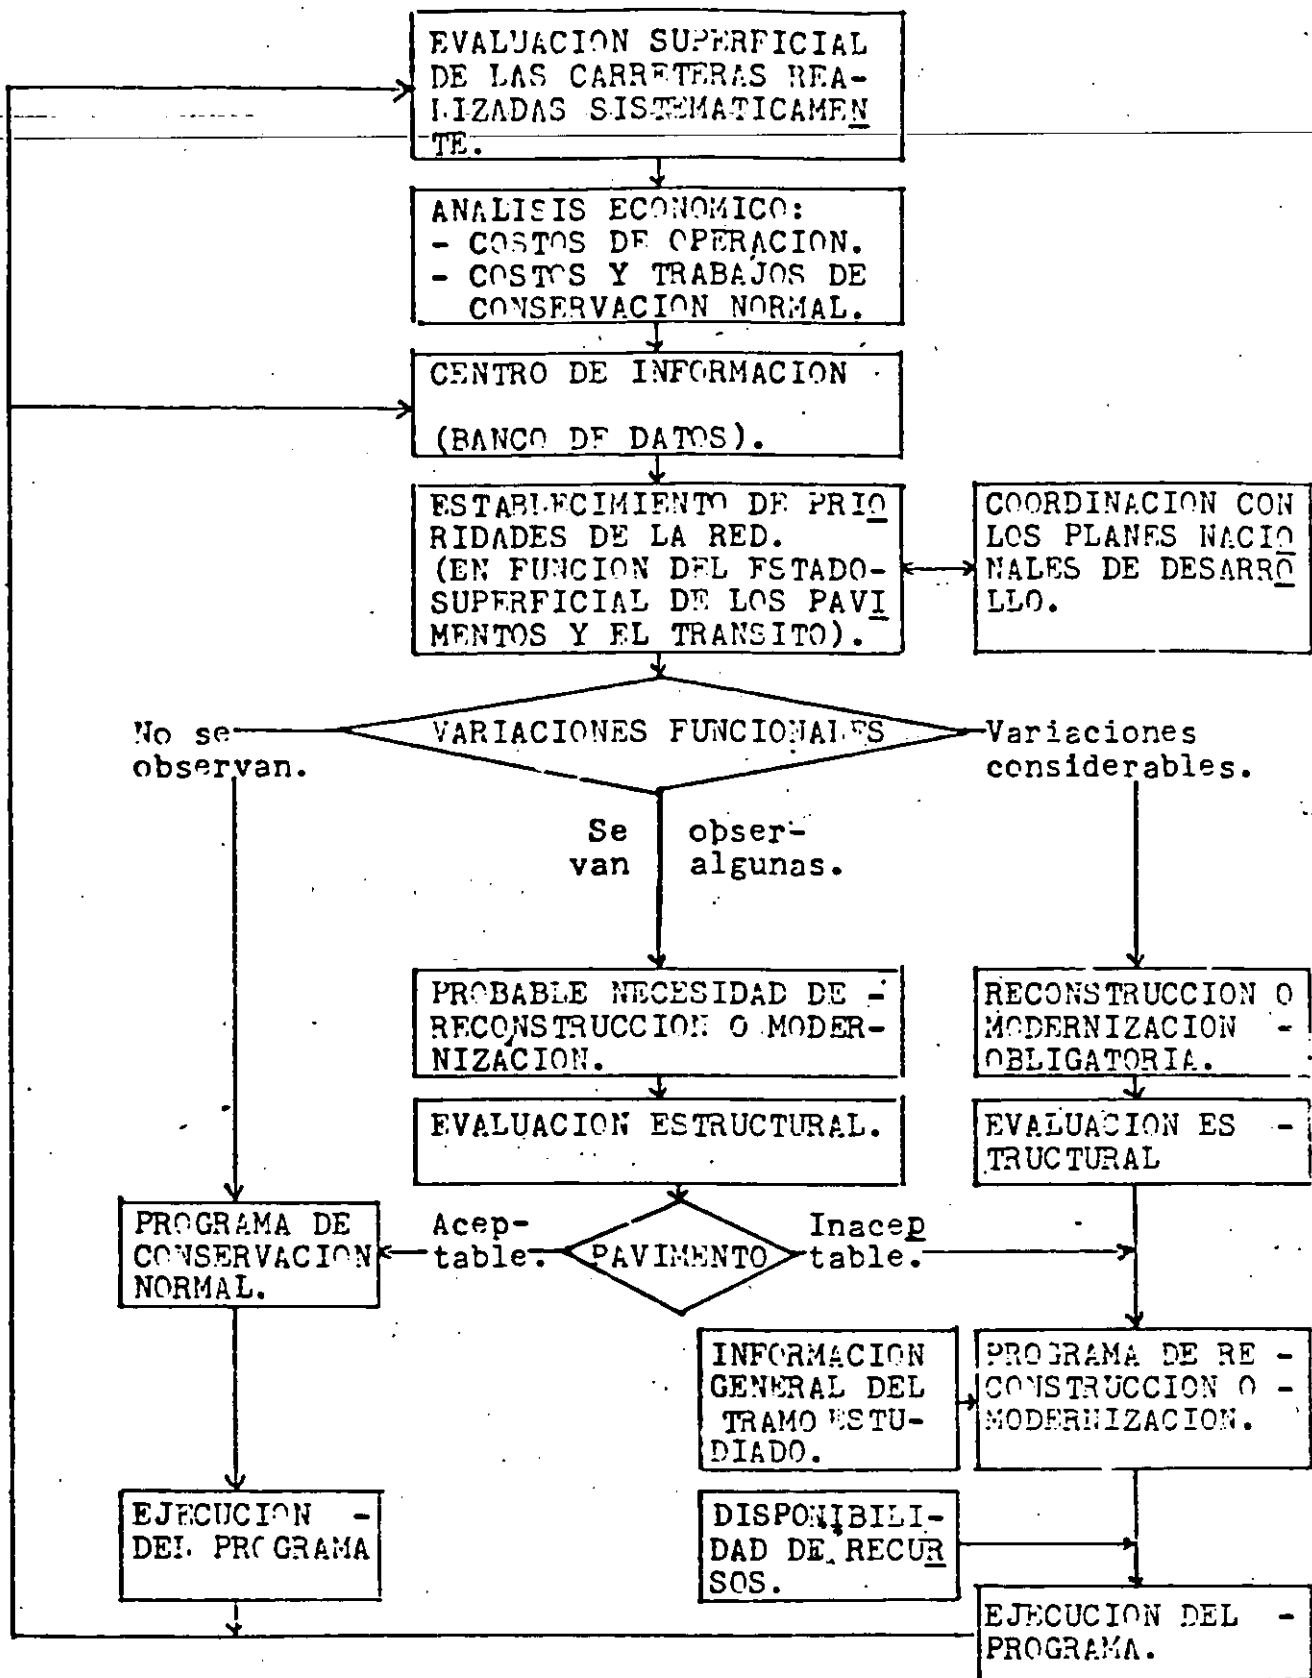 EVALUACION SUPERFICIAL
DE LAS CARRETERAS REA-
LIZADAS SISTEMATICAMEN
TE.
ANALISIS ECONOMICO:
- COSTOS DE OPERACION.
- COSTOS Y TRABAJOS DE
CONSERVACION NORMAL.
CENTRO DE INFORMACION
(BANCO DE DATOS).
ESTABLECIMIENTO DE PRIO
RIDADES DE LA RED.
(EN FUNCION DEL ESTADO-
SUPERFICIAL DE LOS PAVI
MENTOS Y EL TRANSITO).
COORDINACION CON
LOS PLANES NACIO
NALES DE DESARRO
LLO.
VARIACIONES FUNCIONALES
No se
observan.
Variaciones
considerables.
Se obser-
van algunas.
PROBABLE NECESIDAD DE -
RECONSTRUCCION O MODER-
NIZACION.
RECONSTRUCCION O
MODERNIZACION -
OBLIGATORIA.
EVALUACION ESTRUCTURAL.
EVALUACION ES -
TRUCTURAL
PROGRAMA DE
CONSERVACION
NORMAL.
Acep-
table.
PAVIMENTO
Inacep
table.
INFORMACION
GENERAL DEL
TRAMO ESTU-
DIADO.
PROGRAMA DE RE -
CONSTRUCCION O -
MODERNIZACION.
EJECUCION -
DEL PROGRAMA
DISPONIBILI-
DAD DE RECUR
SOS.
EJECUCION DEL -
PROGRAMA.